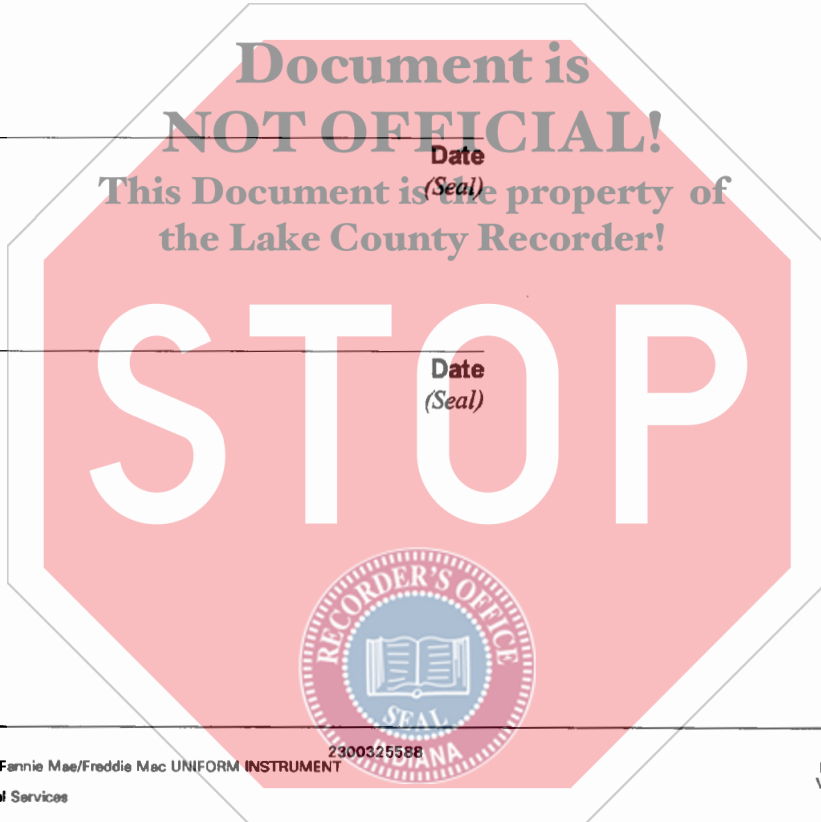 Document is
NOT OFFICIAL!
Date
(Seal)
This Document is the property of
the Lake County Recorder!
STOP
Date
(Seal)
RECORDER'S OFFICE
SEAL
INDIANA
2300325588
Fannie Mae/Freddie Mac UNIFORM INSTRUMENT
Services